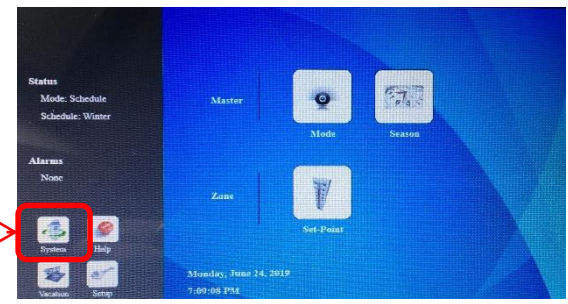 Status
Mode: Schedule
Schedule: Winter
Alarms
None
System
Help
Vacation
Setup
Master
Mode
Season
Zone
Set-Point
Monday, June 24, 2019
7:09:08 PM